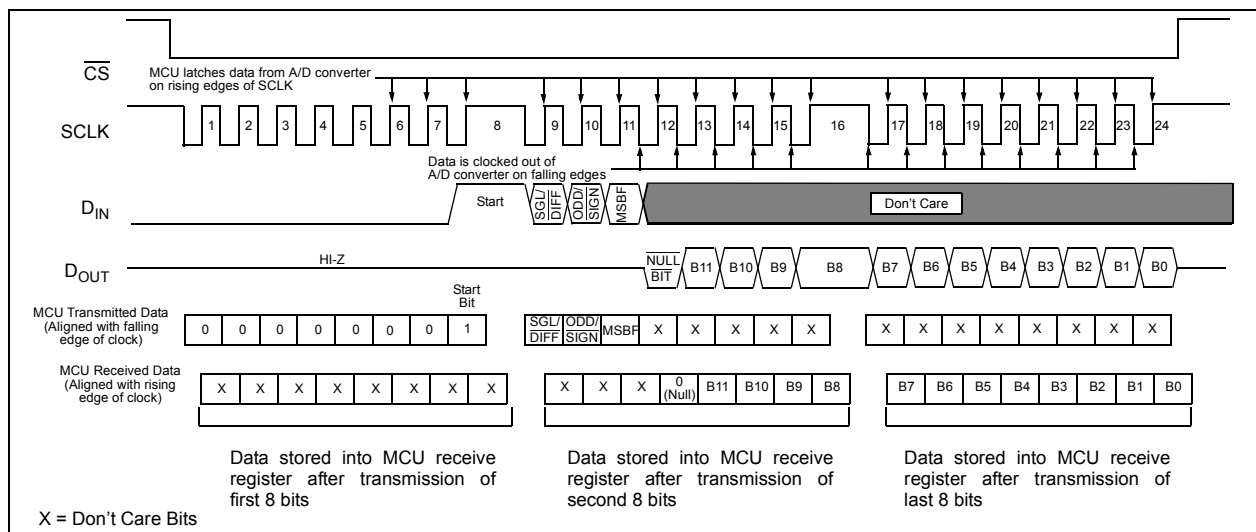 CS
MCU latches data from A/D converter
on rising edges of SCLK
SCLK
1 2 3 4 5 6 7 8 9 10 11 12 13 14 15 16 17 18 19 20 21 22 23 24
Data is clocked out of
A/D converter on falling edges
DIN
Start
SGL/
DIFF
ODD/
SIGN
MSBF
Don't Care
DOUT
HI-Z
NULL
BIT
B11 B10 B9 B8 B7 B6 B5 B4 B3 B2 B1 B0
Start
Bit
MCU Transmitted Data
(Aligned with falling
edge of clock)
0 0 0 0 0 0 0 1
SGL/
DIFF
ODD/
SIGN
MSBF
X X X X X
X X X X X X X X
MCU Received Data
(Aligned with rising
edge of clock)
X X X X X X X X
X X X
0
(Null)
B11 B10 B9 B8
B7 B6 B5 B4 B3 B2 B1 B0
Data stored into MCU receive
register after transmission of
first 8 bits
Data stored into MCU receive
register after transmission of
second 8 bits
Data stored into MCU receive
register after transmission of
last 8 bits
X = Don't Care Bits